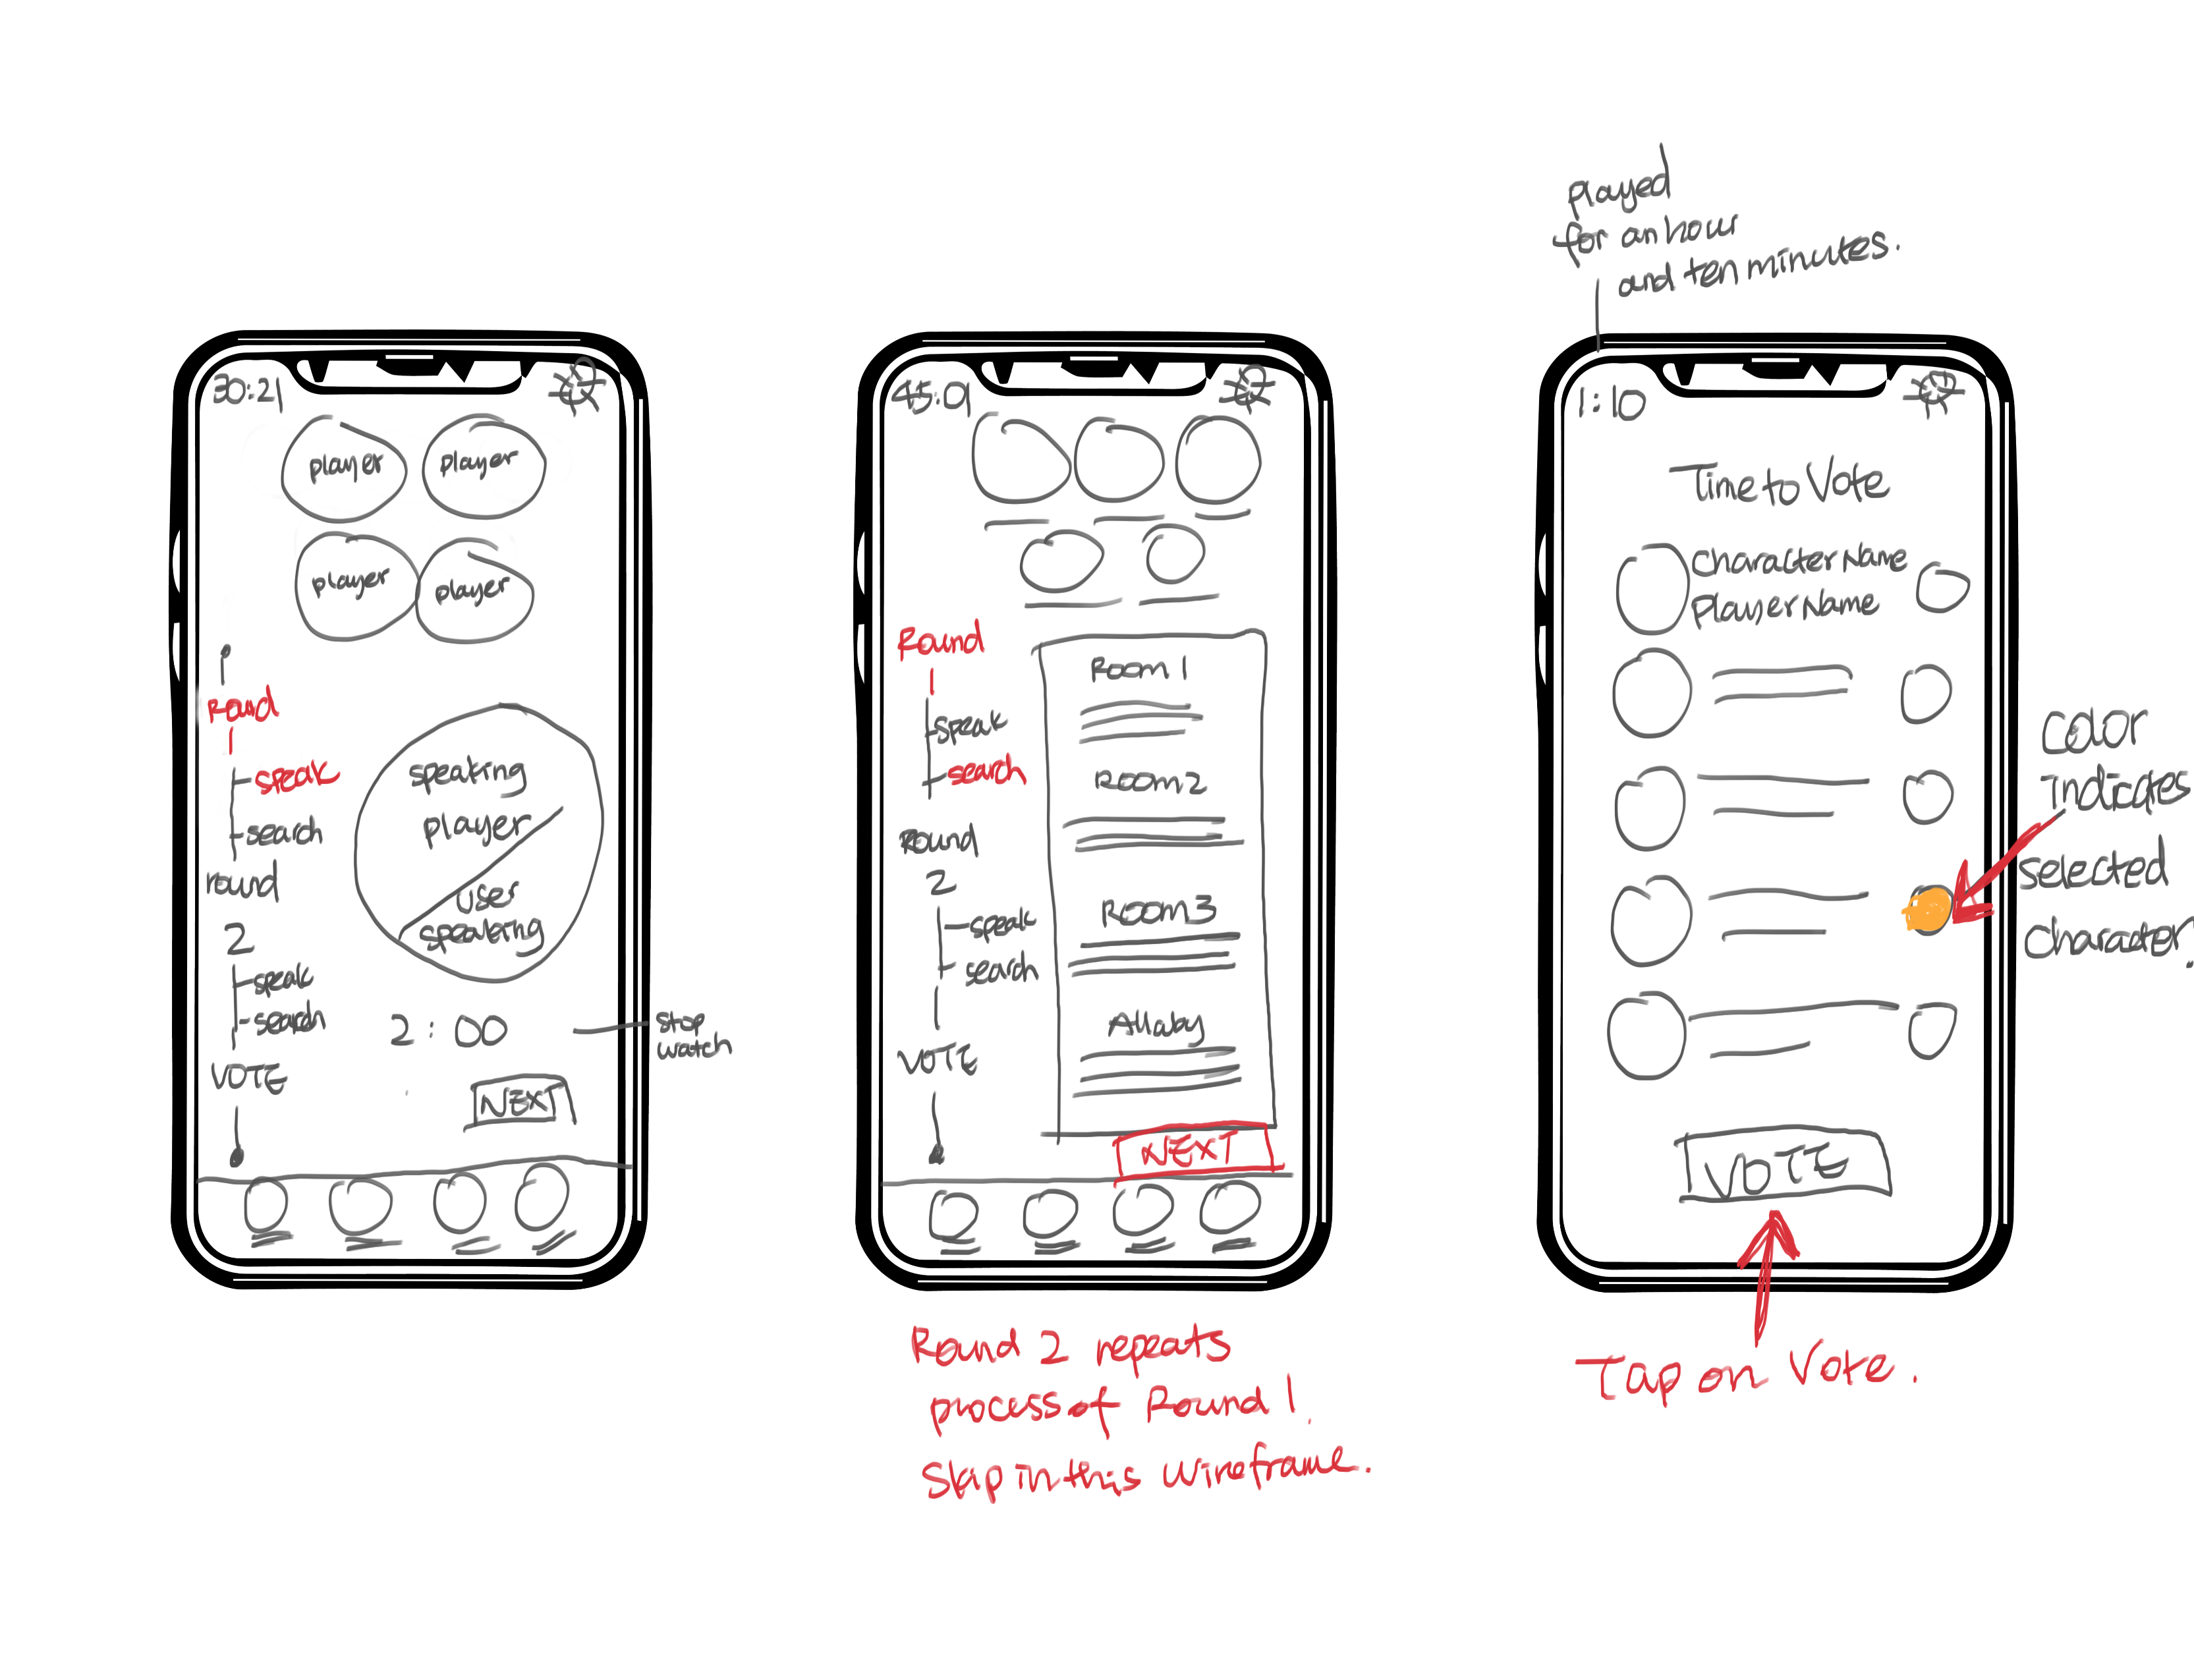 30:21
player
player
player
player
Round
speak
search
round
2
speak
search
VOTE
speaking
player
user
speaking
2:00
stop
watch
NEXT
45:01
Round
speak
search
Round
2
speak
search
VOTE
Room 1
Room 2
Room 3
NEXT
Round 2 repeats
process of Round 1.
Skip in this wireframe.
played
for an hour
and ten minutes.
1:10
Time to Vote
Character Name
Player Name
VOTE
Color
Indicates
selected
character.
Tap on Vote.